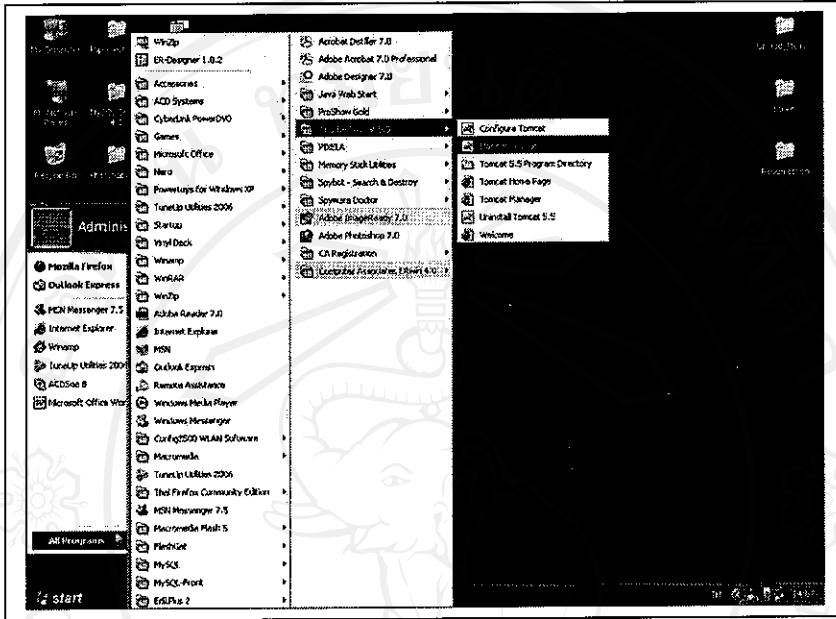 WinZip
ER-Designer 1.0.2
Accessories
ACD Systems
CyberLink PowerDVD
Games
Microsoft Office
Nero
Powertoys for Windows XP
TuneUp Utilities 2006
Startup
Vinyl Deck
Winamp
WinRAR
WinZip
Adobe Reader 7.0
Internet Explorer
MSN
Outlook Express
Remote Assistance
Windows Media Player
Windows Messenger
Config2500 WLAN Software
Macromedia
TuneUp Utilities 2006
Thai Firefox Community Edition
MSN Messenger 7.5
Macromedia Flash 5
FlashGet
MySQL
MySQL-Front
ErSLPlus 2
Acrobat Distiller 7.0
Adobe Acrobat 7.0 Professional
Adobe Designer 7.0
Java Web Start
ProShow Gold
Memory Stick Utilities
Spybot - Search & Destroy
Spyware Doctor
Adobe ImageReady 7.0
Adobe Photoshop 7.0
CA Registration
Computer Associates ERwin 4.0
Configure Tomcat
Tomcat 5.5 Program Directory
Tomcat Home Page
Tomcat Manager
Uninstall Tomcat 5.5
Welcome
Adminis
Mozilla Firefox
Outlook Express
MSN Messenger 7.5
Internet Explorer
Winamp
TuneUp Utilities 2006
ACDSee 8
Microsoft Office Wor
All Programs
start